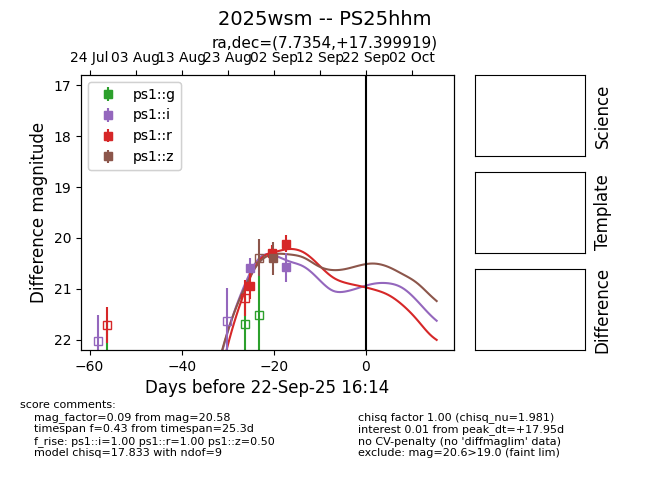 2025wsm -- PS25hhm
ra,dec=(7.7354,+17.399919)
24 Jul 03 Aug 13 Aug 23 Aug 02 Sep 12 Sep 22 Sep 02 Oct
17
18
19
20
21
22
Difference magnitude
ps1::g
ps1::i
ps1::r
ps1::z
−60 −40 −20 0
Days before 22-Sep-25 16:14
Science
Template
Difference
score comments:
mag_factor=0.09 from mag=20.58
timespan f=0.43 from timespan=25.3d
f_rise: ps1::i=1.00 ps1::r=1.00 ps1::z=0.50
model chisq=17.833 with ndof=9
chisq factor 1.00 (chisq_nu=1.981)
interest 0.01 from peak_dt=+17.95d
no CV-penalty (no 'diffmaglim' data)
exclude: mag=20.6>19.0 (faint lim)